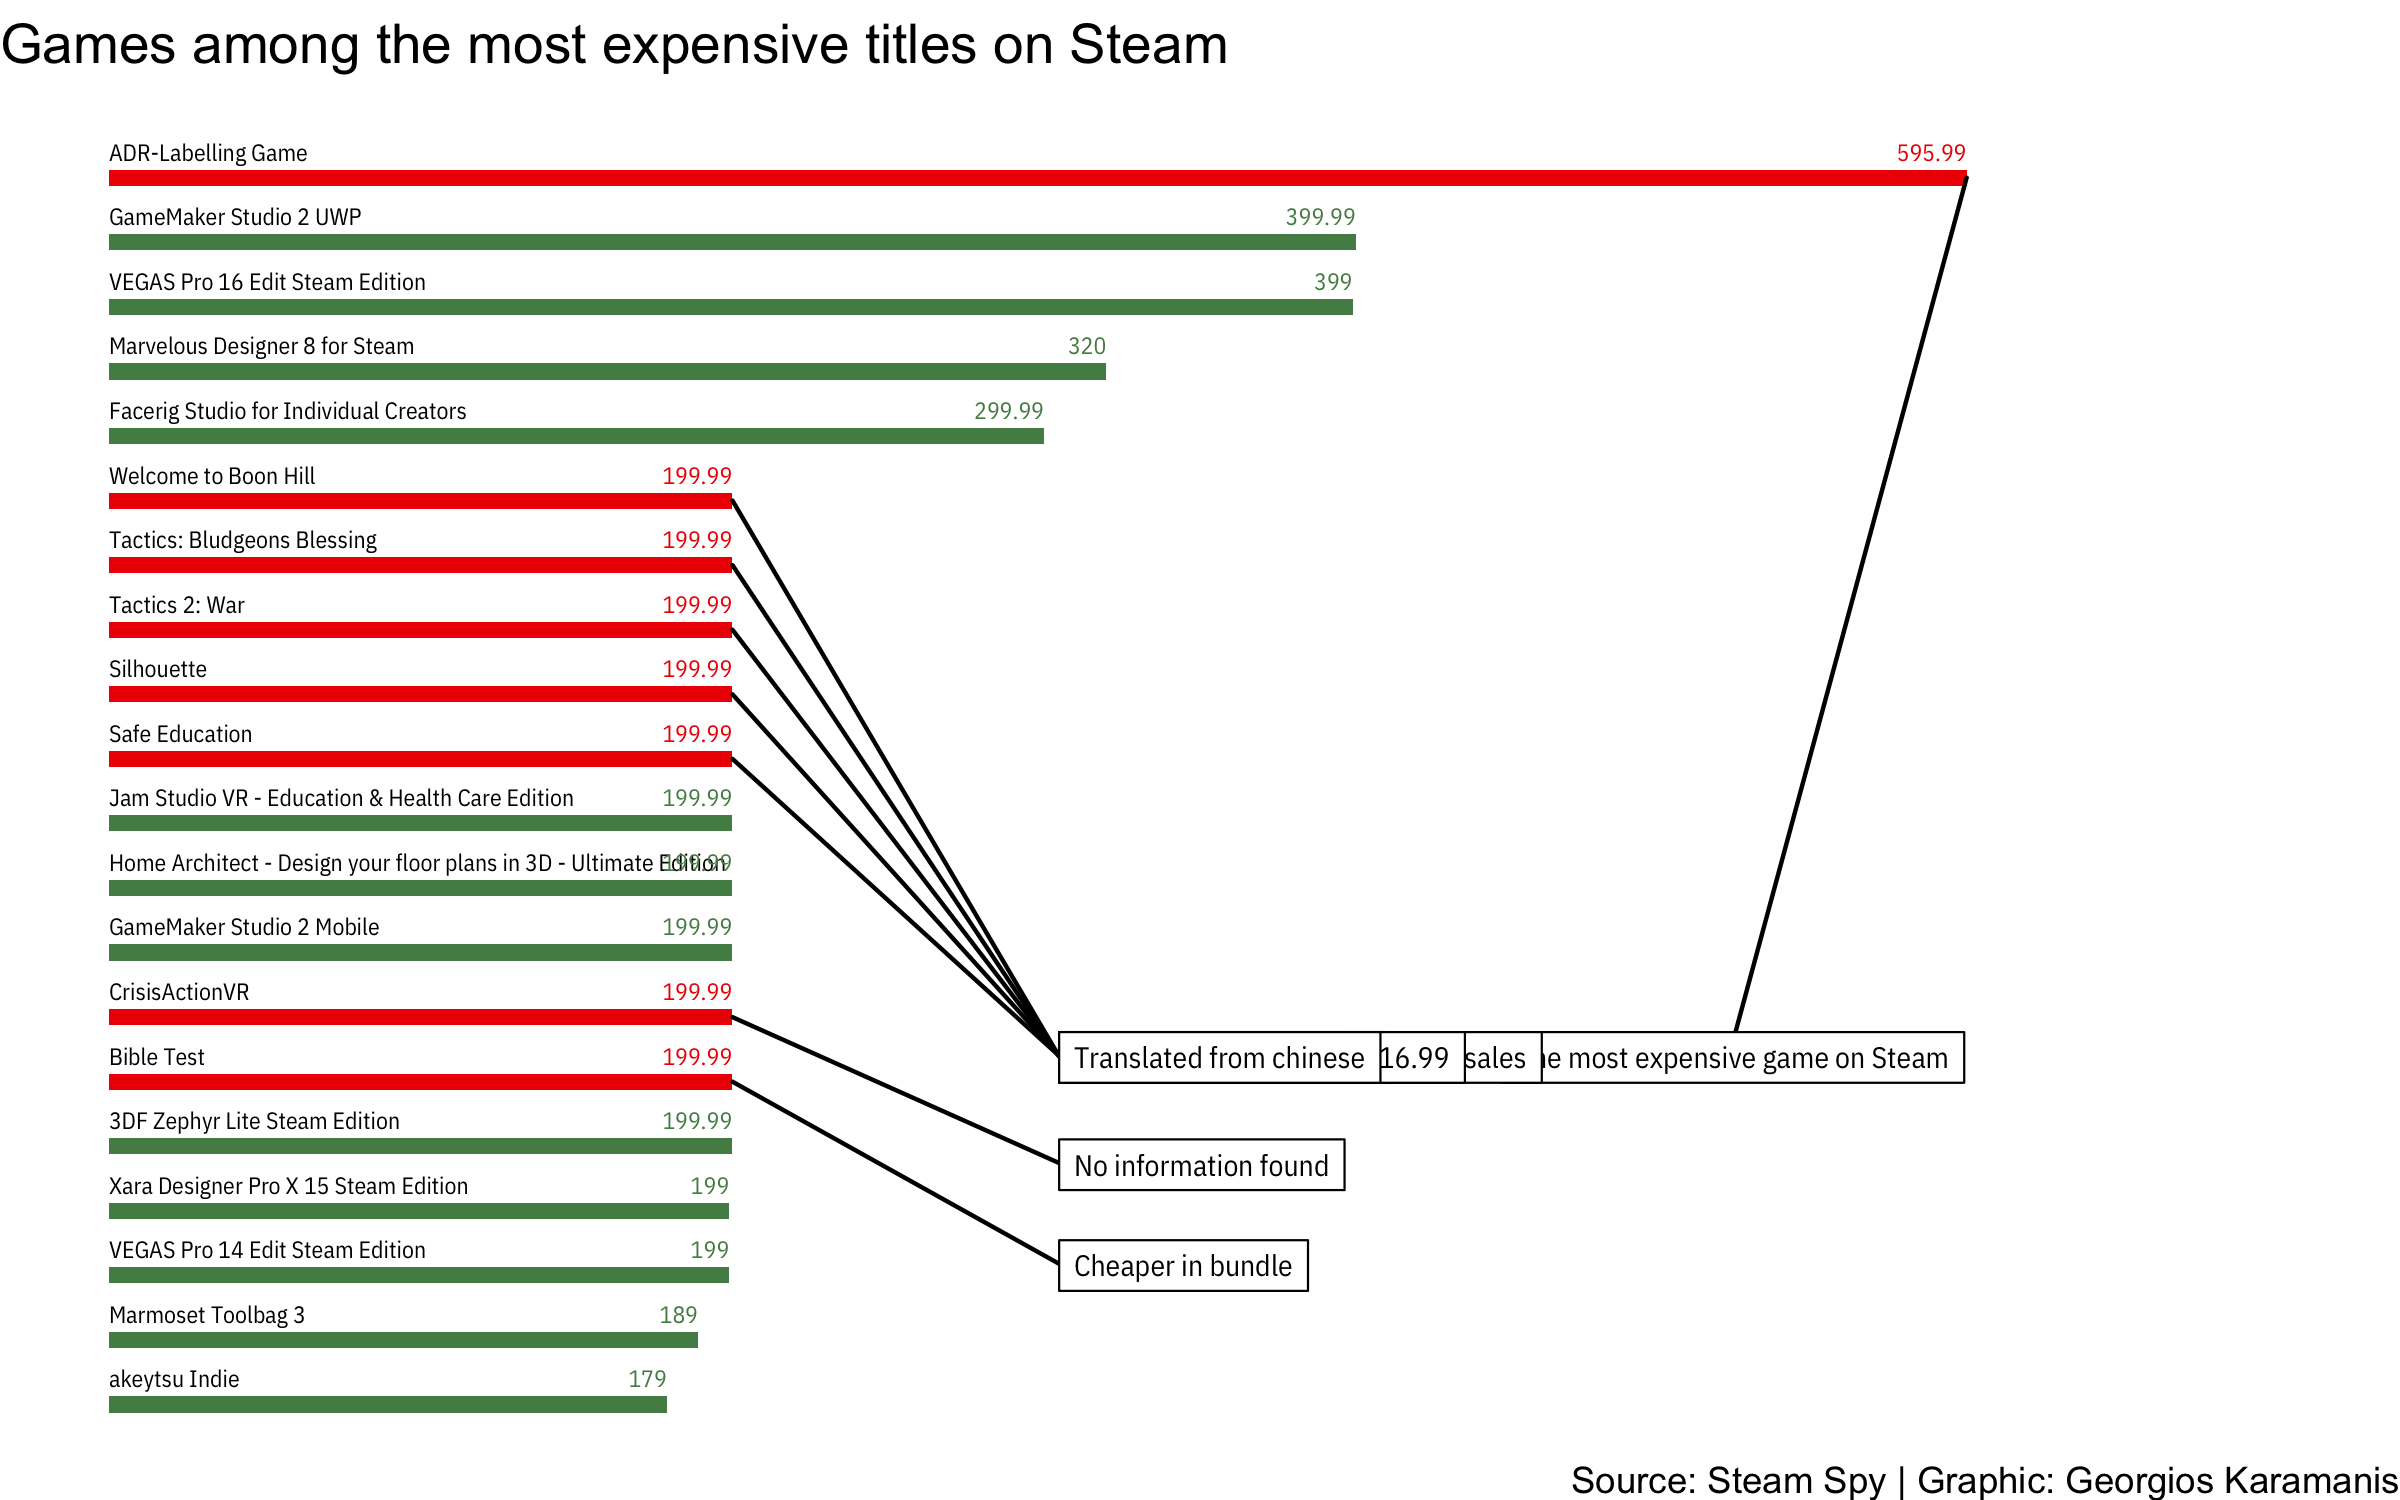 Games among the most expensive titles on Steam
ADR-Labelling Game 595.99
GameMaker Studio 2 UWP 399.99
VEGAS Pro 16 Edit Steam Edition 399
Marvelous Designer 8 for Steam 320
Facerig Studio for Individual Creators 299.99
Welcome to Boon Hill 199.99
Tactics: Bludgeons Blessing 199.99
Tactics 2: War 199.99
Silhouette 199.99
Safe Education 199.99
Jam Studio VR - Education & Health Care Edition 199.99
Home Architect - Design your floor plans in 3D - Ultimate Edition 199.99
GameMaker Studio 2 Mobile 199.99
CrisisActionVR 199.99
Bible Test 199.99
Translated from chinese 16.99 sales most expensive game on Steam
3DF Zephyr Lite Steam Edition 199.99
No information found
Xara Designer Pro X 15 Steam Edition 199
VEGAS Pro 14 Edit Steam Edition 199
Cheaper in bundle
Marmoset Toolbag 3 189
akeytsu Indie 179
Source: Steam Spy | Graphic: Georgios Karamanis